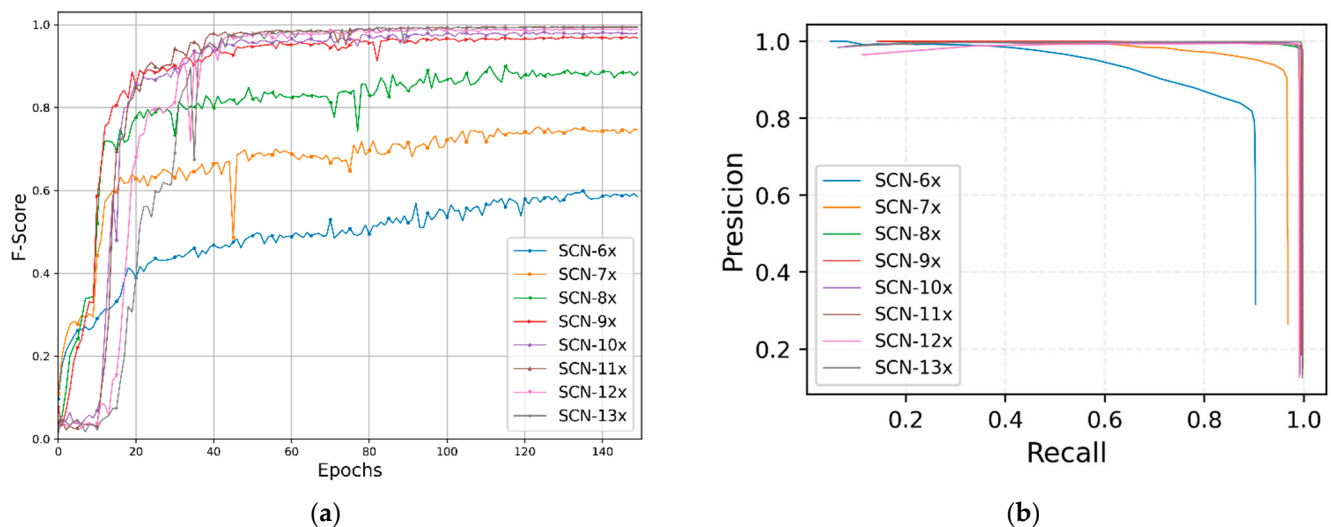 1.0
0.8
0.6
0.4
0.2
0.0
F-Score
0 20 40 60 80 100 120 140
Epochs
SCN-6x
SCN-7x
SCN-8x
SCN-9x
SCN-10x
SCN-11x
SCN-12x
SCN-13x
(a)
1.0
0.8
0.6
0.4
0.2
Presicion
0.2 0.4 0.6 0.8 1.0
Recall
SCN-6x
SCN-7x
SCN-8x
SCN-9x
SCN-10x
SCN-11x
SCN-12x
SCN-13x
(b)